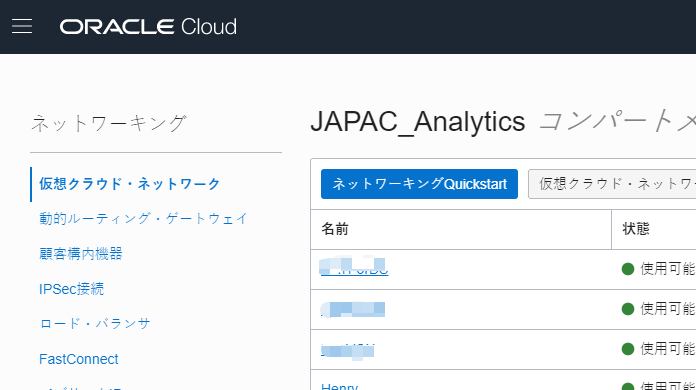 ORACLE Cloud
ネットワーキング
仮想クラウド・ネットワーク
動的ルーティング・ゲートウェイ
顧客構内機器
IPSec接続
ロード・バランサ
FastConnect
JAPAC_Analytics コンパートメ
ネットワーキングQuickstart
仮想クラウド・ネットワー
名前
状態
使用可能
使用可能
使用可能
Henry
使用可能